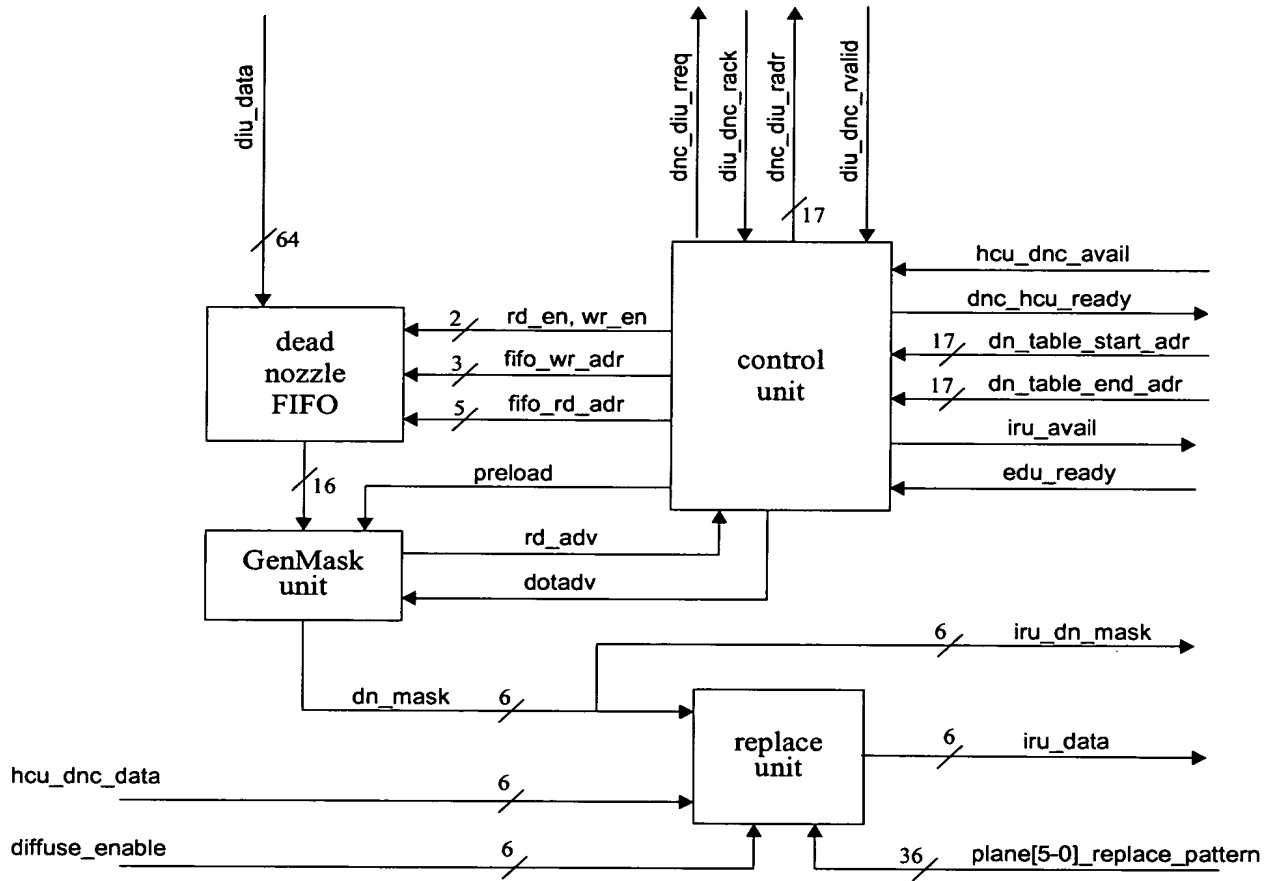 diu_data
dnc_diu_rreq
diu_dnc_rack
dnc_diu_radr
diu_dnc_rvalid
17
64
hcu_dnc_avail
dnc_hcu_ready
17 dn_table_start_adr
17 dn_table_end_adr
iru_avail
edu_ready
dead
nozzle
FIFO
2 rd_en, wr_en
3 fifo_wr_adr
5 fifo_rd_adr
control
unit
16
preload
GenMask
unit
rd_adv
dotadv
6 iru_dn_mask
dn_mask 6
replace
unit
6 iru_data
hcu_dnc_data
6
diffuse_enable
6
36 plane[5-0]_replace_pattern